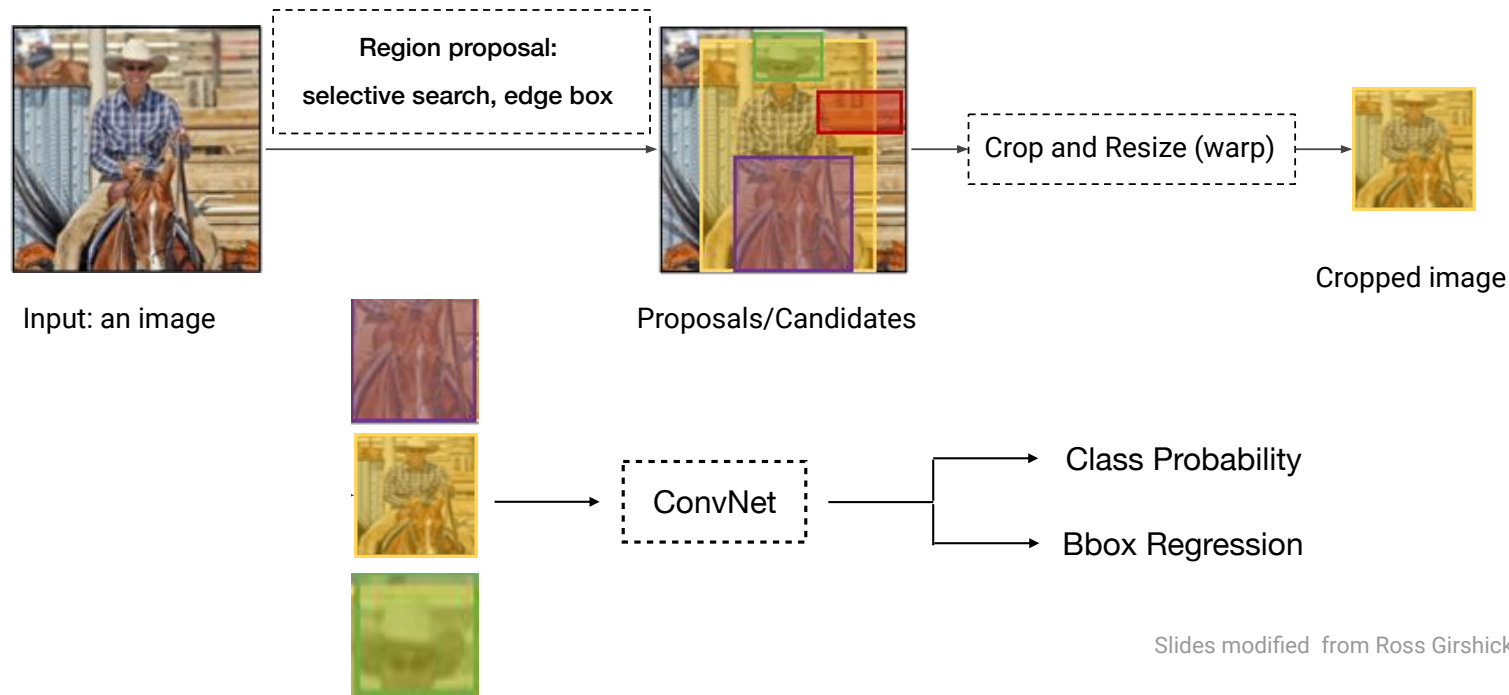 Region proposal:
selective search, edge box
Crop and Resize (warp)
Cropped image
Input: an image
Proposals/Candidates
ConvNet
Class Probability
Bbox Regression
Slides modified from Ross Girshick